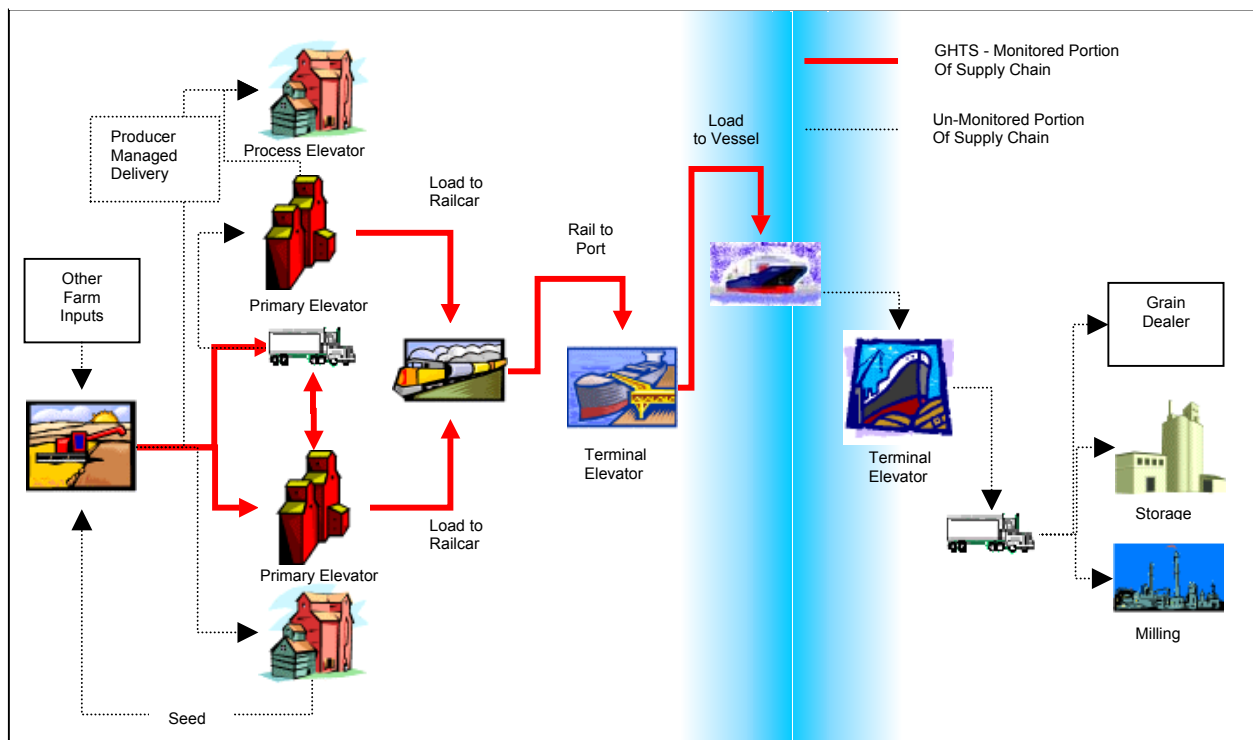 GHTS - Monitored Portion
Of Supply Chain
Un-Monitored Portion
Of Supply Chain
Producer
Managed
Delivery
Process Elevator
Load to
Railcar
Load
to Vessel
Rail to
Port
Other
Farm
Inputs
Primary Elevator
Grain
Dealer
Terminal
Elevator
Terminal
Elevator
Storage
Load to
Railcar
Primary Elevator
Milling
Seed